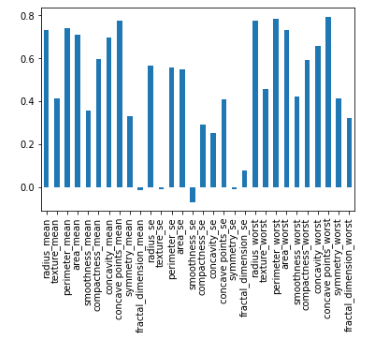 0.8
0.6
0.4
0.2
0.0
radius_mean
texture_mean
perimeter_mean
area_mean
smoothness_mean
compactness_mean
concavity_mean
concave points_mean
symmetry_mean
fractal_dimension_mean
radius_se
texture_se
perimeter_se
area_se
smoothness_se
compactness_se
concavity_se
concave points_se
symmetry_se
fractal_dimension_se
radius_worst
texture_worst
perimeter_worst
area_worst
smoothness_worst
compactness_worst
concavity_worst
concave points_worst
symmetry_worst
fractal_dimension_worst